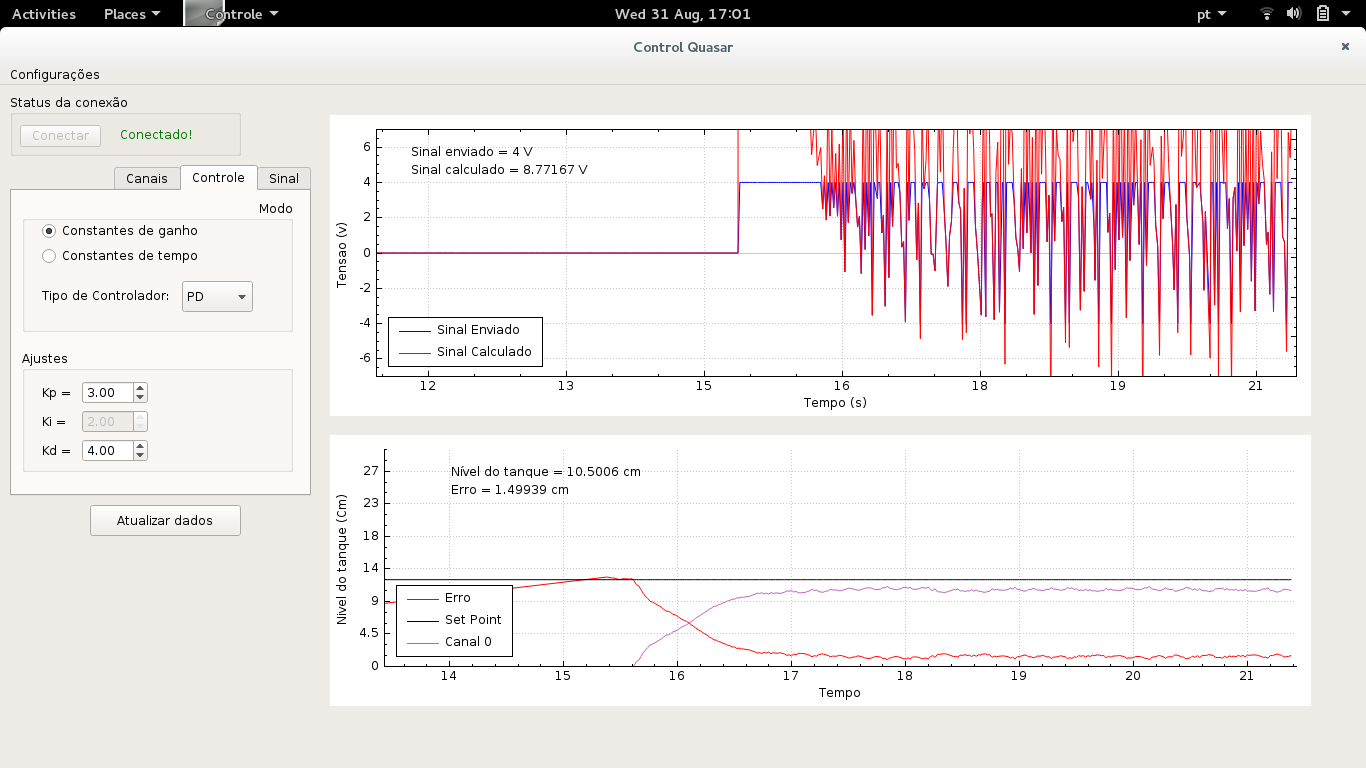 Activities Places Controle Wed 31 Aug, 17:01 pt
Control Quasar ×
Configurações
Status da conexão
Conectar Conectado!
Canais Controle Sinal
Modo
Constantes de ganho
Constantes de tempo
Tipo de Controlador: PD
Ajustes
Kp = 3.00
Ki = 2.00
Kd = 4.00
Atualizar dados
Sinal enviado = 4 V
Sinal calculado = 8.77167 V
Tensao (v)
6
4
2
0
-2
-4
-6
Sinal Enviado
Sinal Calculado
12 13 15 16 18 19 21
Tempo (s)
Nível do tanque = 10.5006 cm
Erro = 1.49939 cm
Nivel do tanque (Cm)
27
23
18
14
9
4.5
0
Erro
Set Point
Canal 0
14 15 16 17 18 19 20 21
Tempo